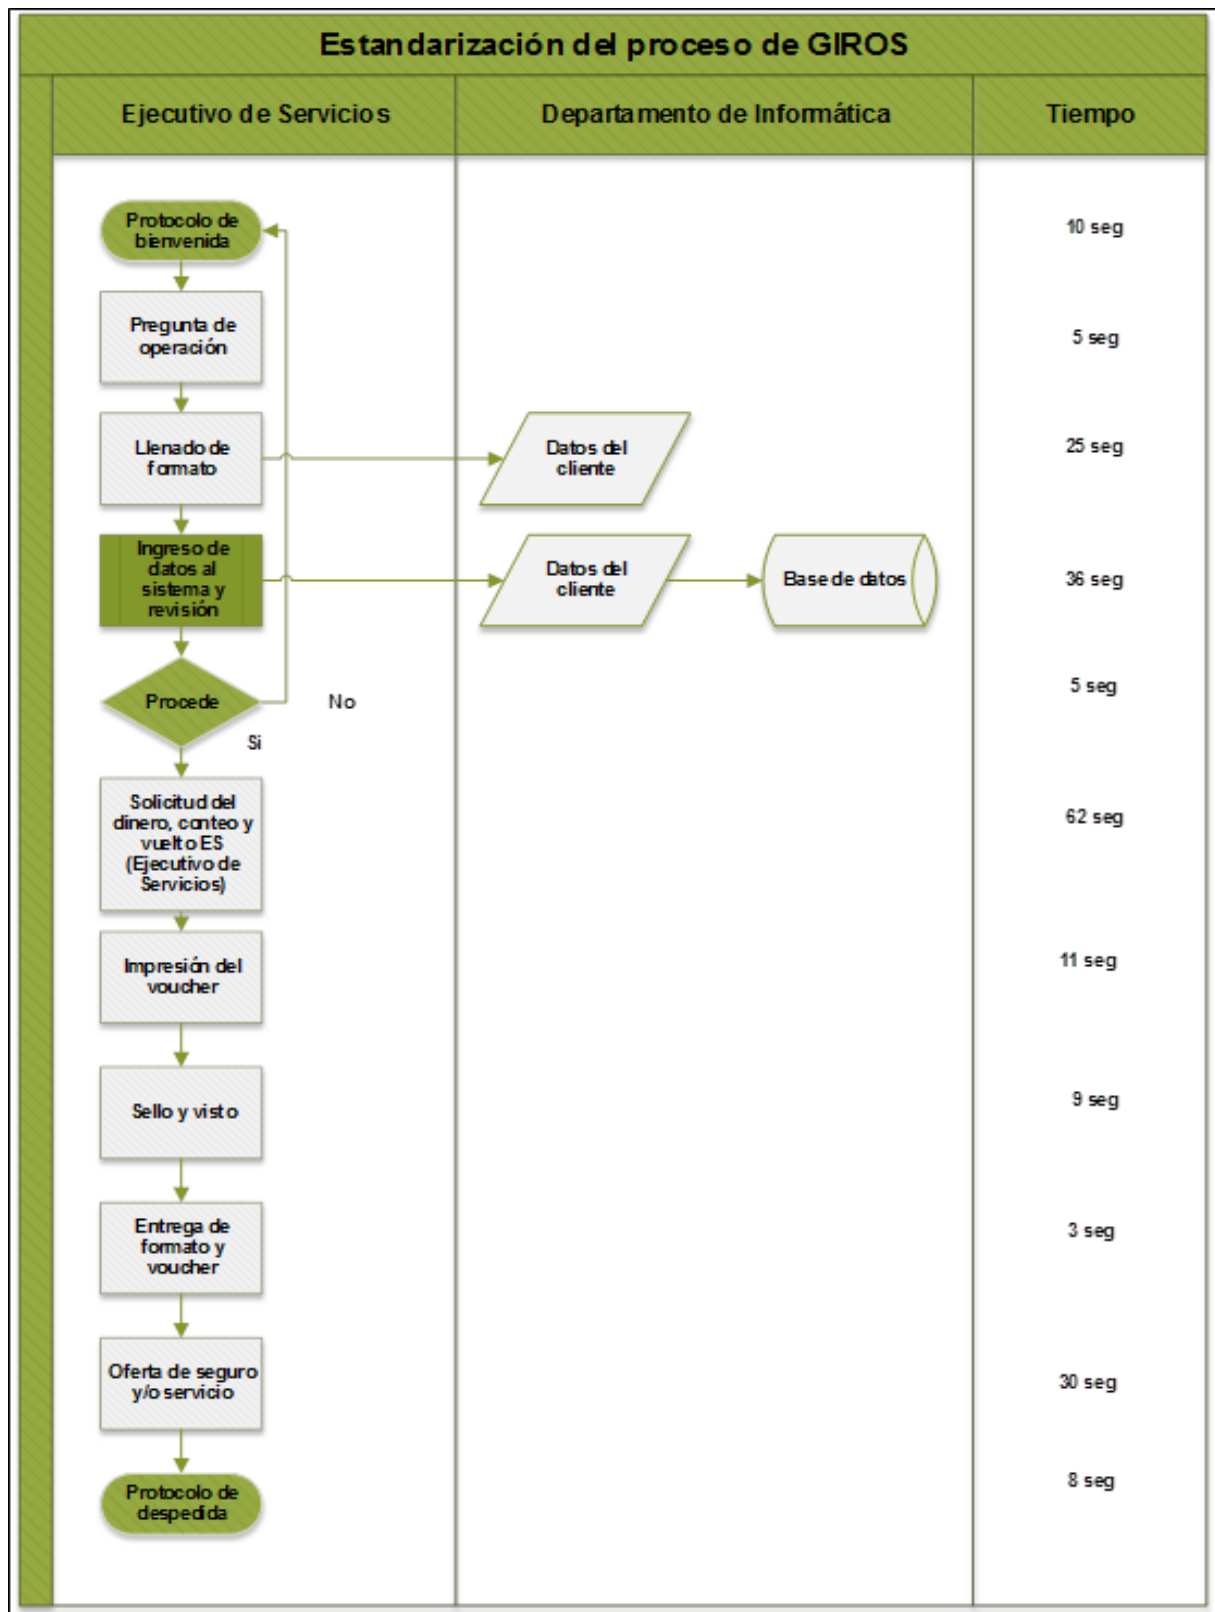 Estandarización del proceso de GIROS
Ejecutivo de Servicios
Departamento de Informática
Tiempo
Protocolo de
bienvenida
10 seg
Pregunta de
operación
5 seg
Llenado de
formato
Datos del
cliente
25 seg
Ingreso de
datos al
sistema y
revisión
Datos del
cliente
Base de datos
36 seg
Procede
No
Si
5 seg
Solicitud del
dinero, conteo y
vuelto ES
(Ejecutivo de
Servicios)
62 seg
Impresión del
voucher
11 seg
Sello y visto
9 seg
Entrega de
formato y
voucher
3 seg
Oferta de seguro
y/o servicio
30 seg
Protocolo de
despedida
8 seg